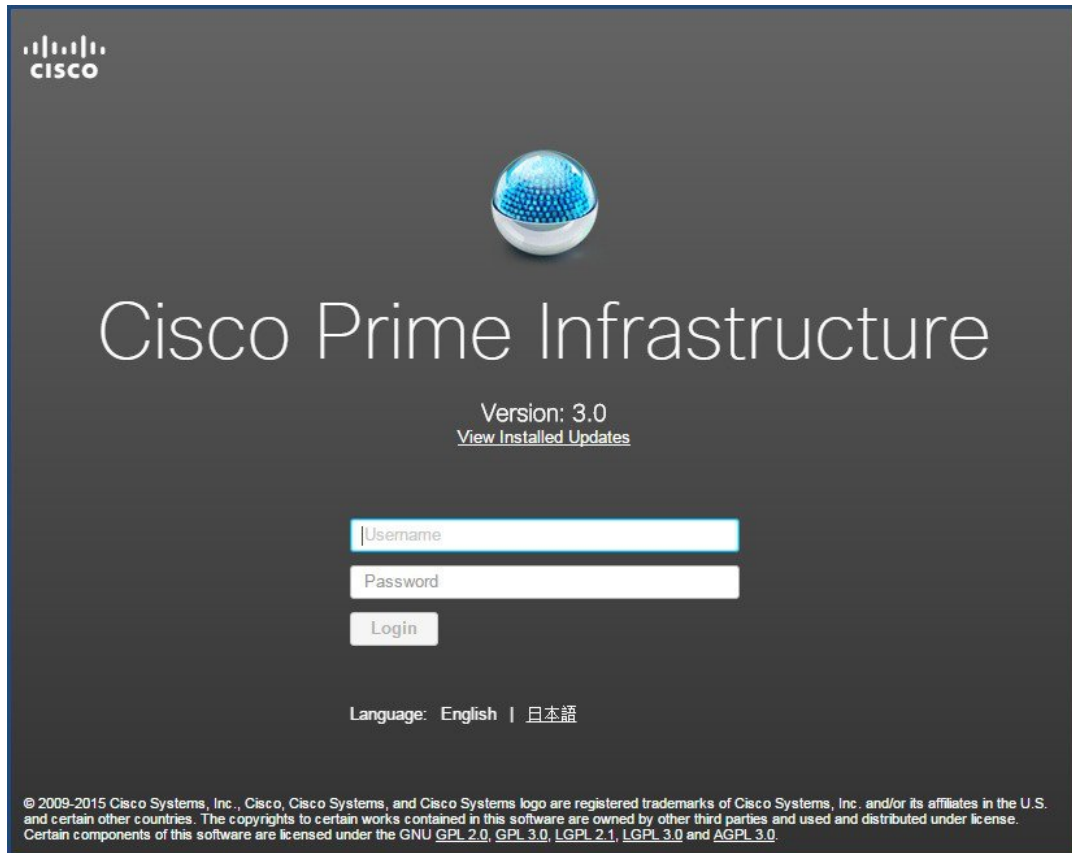 CISCO
Cisco Prime Infrastructure
Version: 3.0
View Installed Updates
Username
Password
Login
Language: English | 日本語
© 2009-2015 Cisco Systems, Inc., Cisco, Cisco Systems, and Cisco Systems logo are registered trademarks of Cisco Systems, Inc. and/or its affiliates in the U.S.
and certain other countries. The copyrights to certain works contained in this software are owned by other third parties and used and distributed under license.
Certain components of this software are licensed under the GNU GPL 2.0, GPL 3.0, LGPL 2.1, LGPL 3.0 and AGPL 3.0.